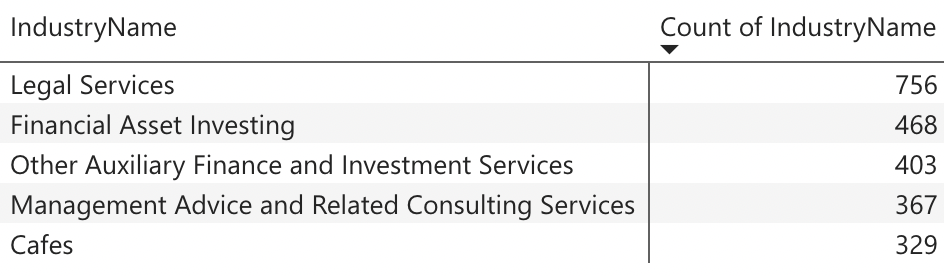 IndustryName Count of IndustryName
Legal Services 756
Financial Asset Investing 468
Other Auxiliary Finance and Investment Services 403
Management Advice and Related Consulting Services 367
Cafes 329